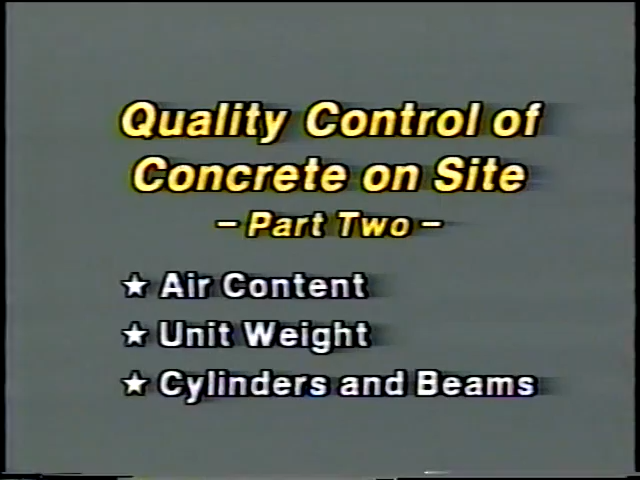 Quality Control of
Concrete on Site
- Part Two -
★ Air Content
★ Unit Weight
★ Cylinders and Beams